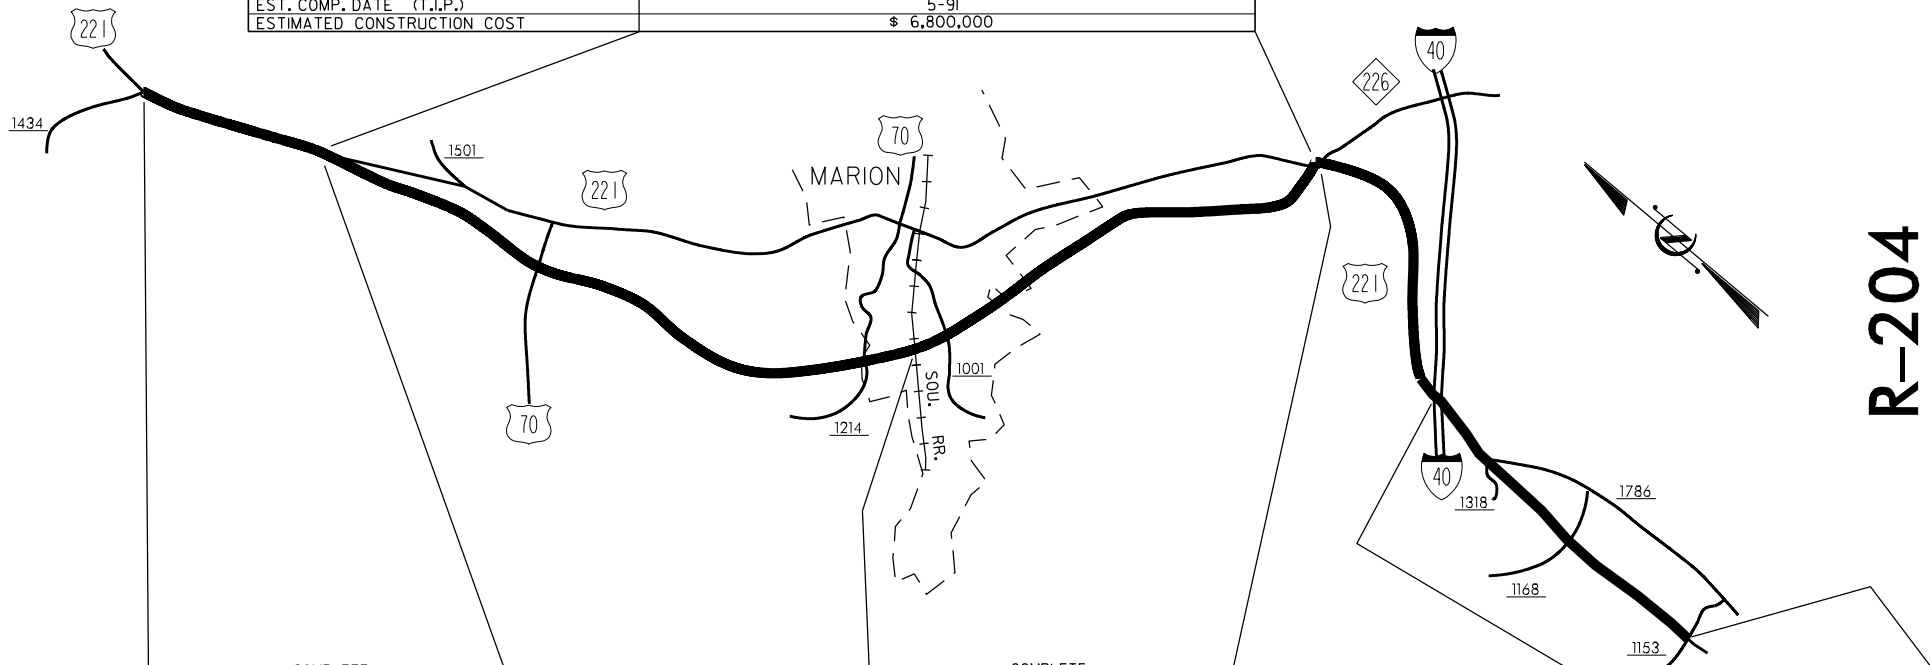 EST. COMP. DATE (T.I.P.) 5-91
ESTIMATED CONSTRUCTION COST $ 6,800,000
221
40
226
1434
70
1501
MARION
221
R-204
221
1001
SOU. RR.
70
1214
40
1318
1786
1168
1153
COMPLETE